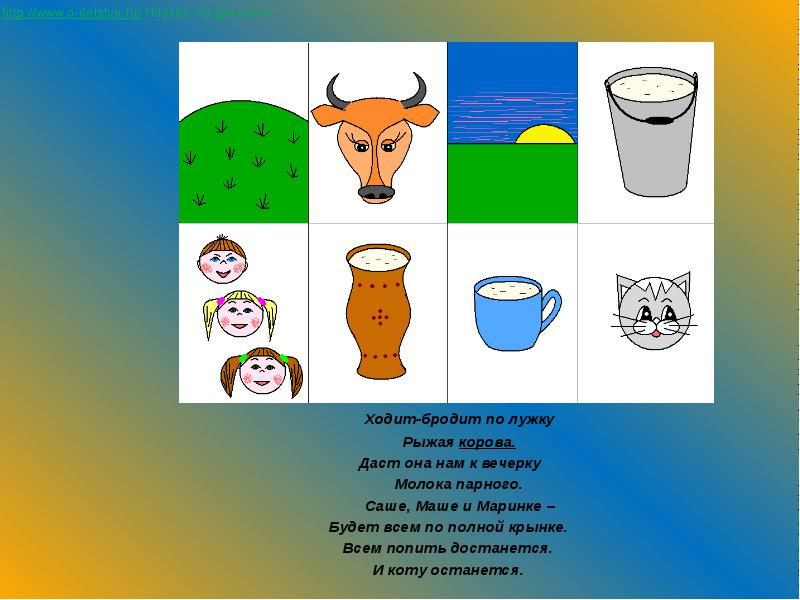 http://www.o-detstve.ru/ Портал «О детстве»
Ходит-бродит по лужку
Рыжая корова.
Даст она нам к вечерку
Молока парного.
Саше, Маше и Маринке –
Будет всем по полной крынке.
Всем попить достанется.
И коту останется.